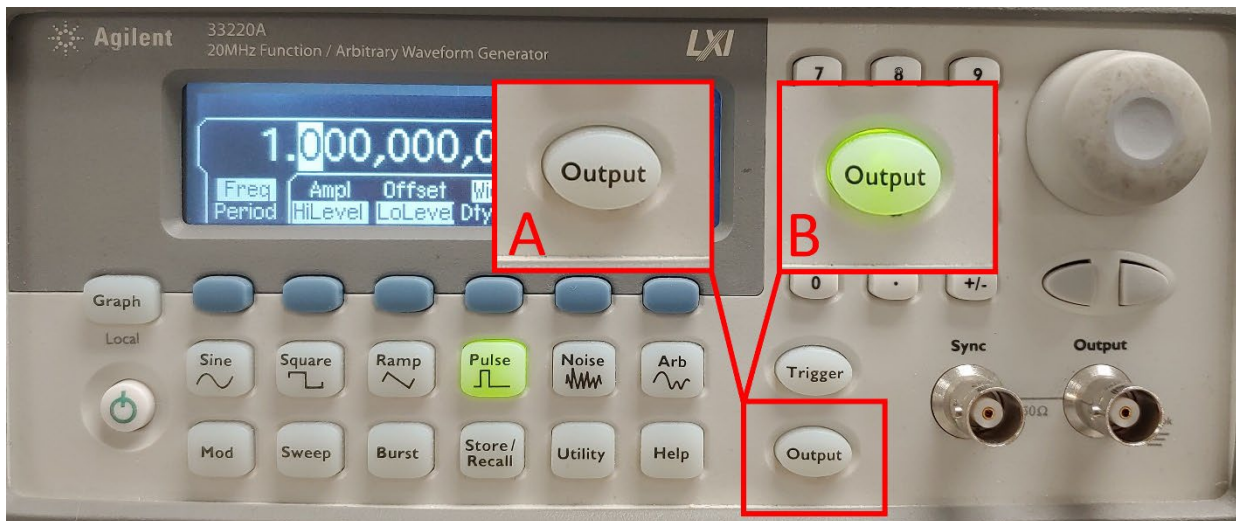 Agilent
33220A
20MHz Function / Arbitrary Waveform Generator
LXI
1.000,000,0
Freq Ampl Offset
Period HiLevel LoLevel Dty
A
Output
B
Output
7 8 9
0 . +/-
Graph
Local
Sine Square Ramp Pulse Noise Arb
Mod Sweep Burst Store/
Recall Utility Help
Trigger
Output
Sync Output
50Ω